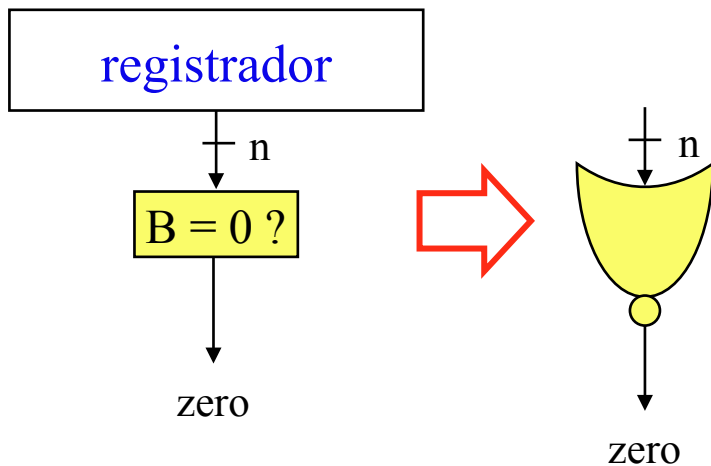 registrador
n
B = 0 ?
zero
n
zero